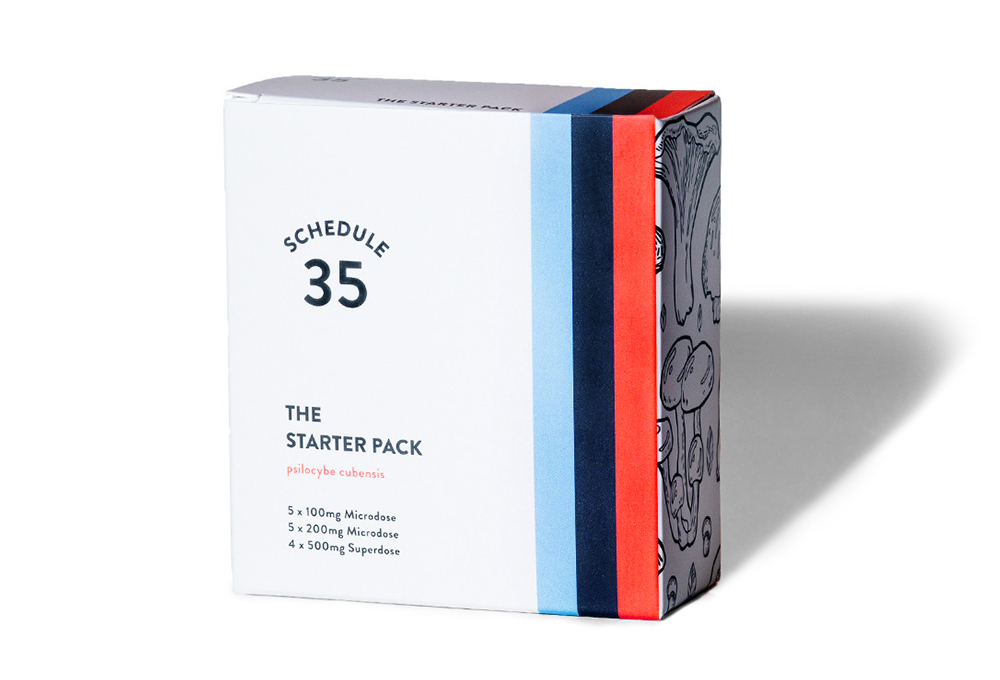 35
THE STARTER PACK
SCHEDULE
35
THE
STARTER PACK
psilocybe cubensis
5 x 100mg Microdose
5 x 200mg Microdose
4 x 500mg Superdose